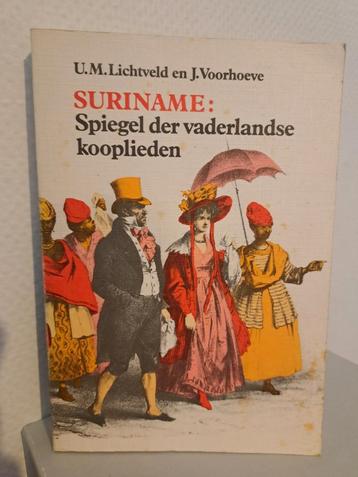 U.M. Lichtveld en J. Voorhoeve
SURINAME:
Spiegel der vaderlandse
kooplieden